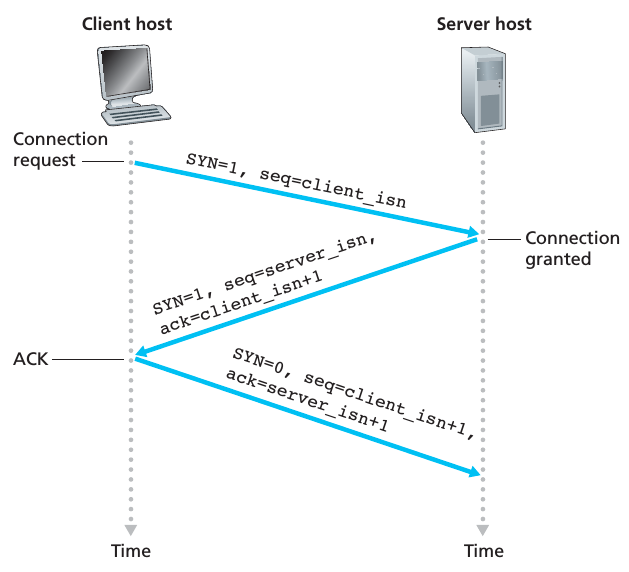 Client host
Server host
Connection
request
SYN=1, seq=client_isn
Connection
granted
SYN=1, seq=server_isn,
ack=client_isn+1
ACK
SYN=0, seq=client_isn+1,
ack=server_isn+1
Time
Time